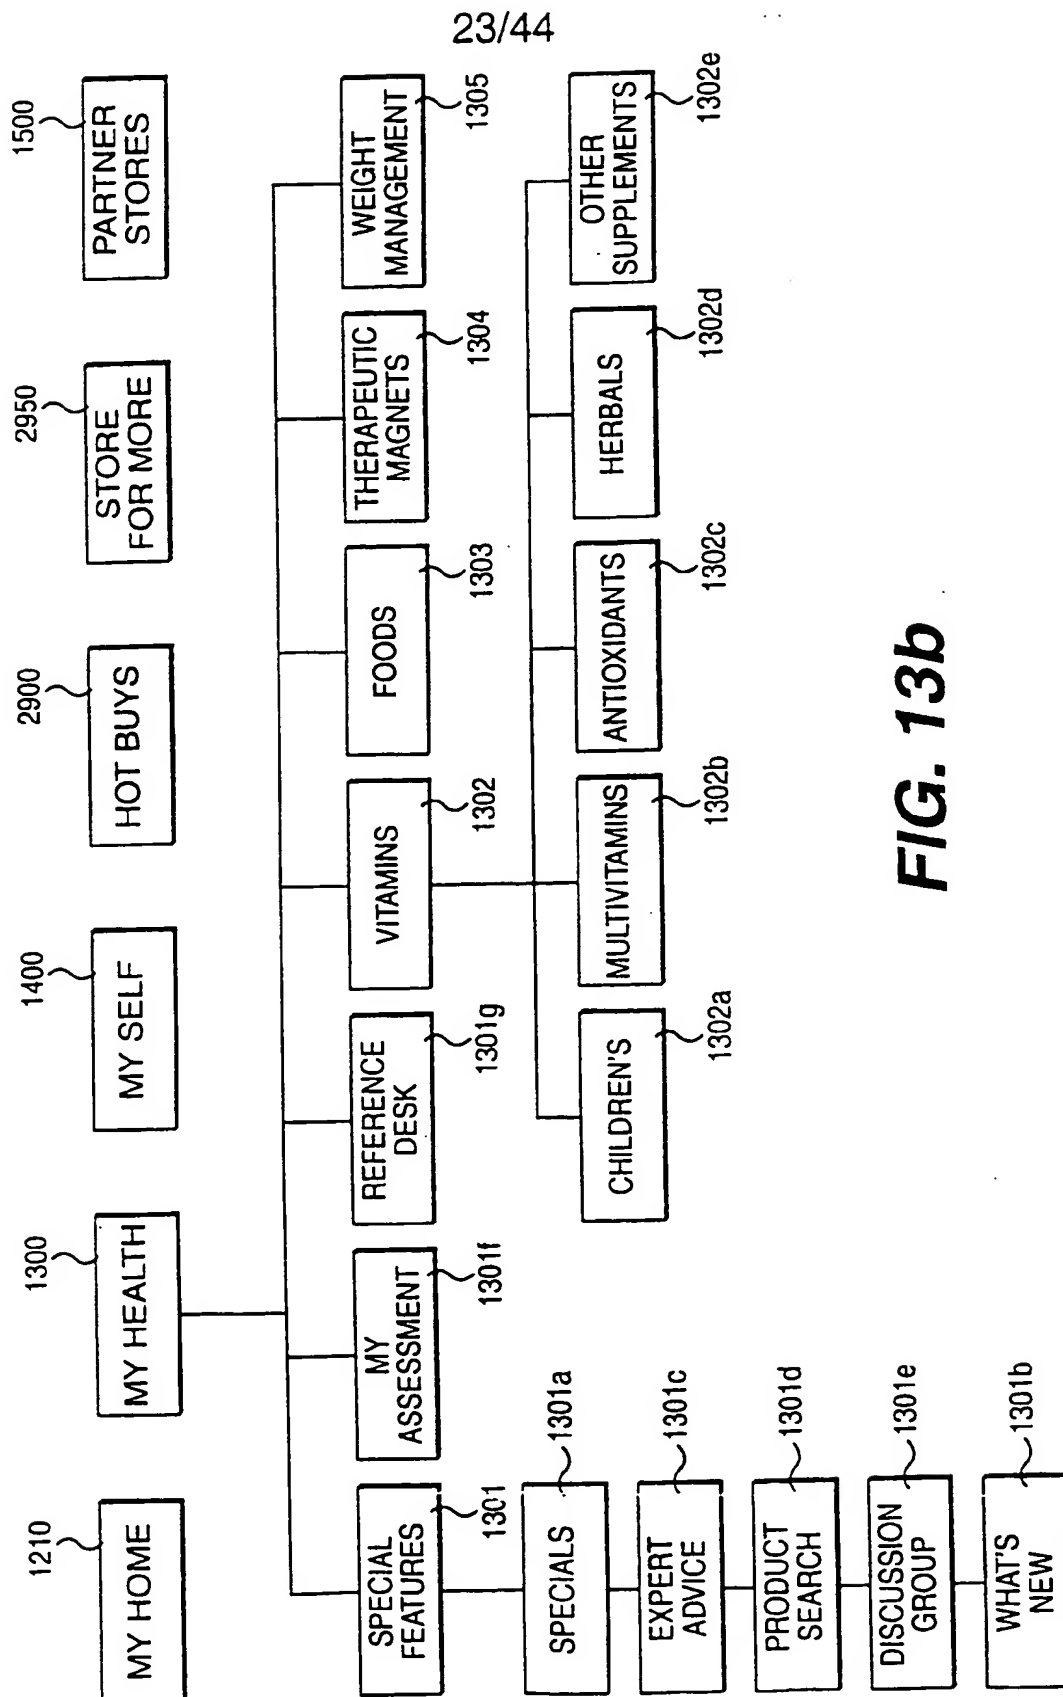 23/44
1210
MY HOME
1300
MY HEALTH
1400
MY SELF
2900
HOT BUYS
2950
STORE
FOR MORE
1500
PARTNER
STORES
SPECIAL
FEATURES
1301
MY
ASSESSMENT
1301f
REFERENCE
DESK
1301g
VITAMINS
1302
FOODS
1303
THERAPEUTIC
MAGNETS
1304
WEIGHT
MANAGEMENT
1305
SPECIALS
1301a
EXPERT
ADVICE
1301c
PRODUCT
SEARCH
1301d
DISCUSSION
GROUP
1301e
WHAT'S
NEW
1301b
CHILDREN'S
1302a
MULTIVITAMINS
1302b
ANTIOXIDANTS
1302c
HERBALS
1302d
OTHER
SUPPLEMENTS
1302e
FIG. 13b